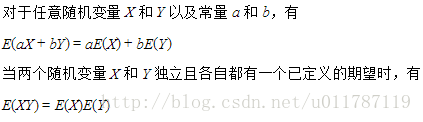 对于任意随机变量 X 和 Y 以及常量 a 和 b，有
E(aX + bY) = aE(X) + bE(Y)
当两个随机变量 X 和 Y 独立且各自都有一个已定义的期望时，有
E(XY) = E(X)E(Y)
http://blog.csdn.net/u011787119